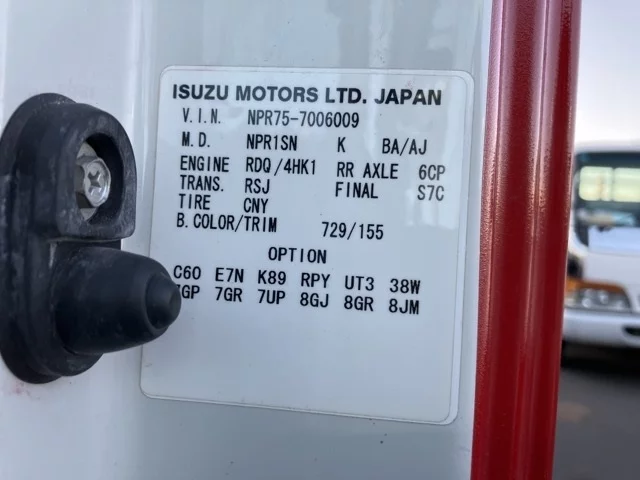 ISUZU MOTORS LTD. JAPAN
V.I.N. NPR75-7006009
M.D. NPR1SN K BA/AJ
ENGINE RDQ/4HK1 RR AXLE 6CP
TRANS. RSJ FINAL S7C
TIRE CNY
B.COLOR/TRIM 729/155
OPTION
C60 E7N K89 RPY UT3 38W
7GR 7UP 8GJ 8GR 8JM